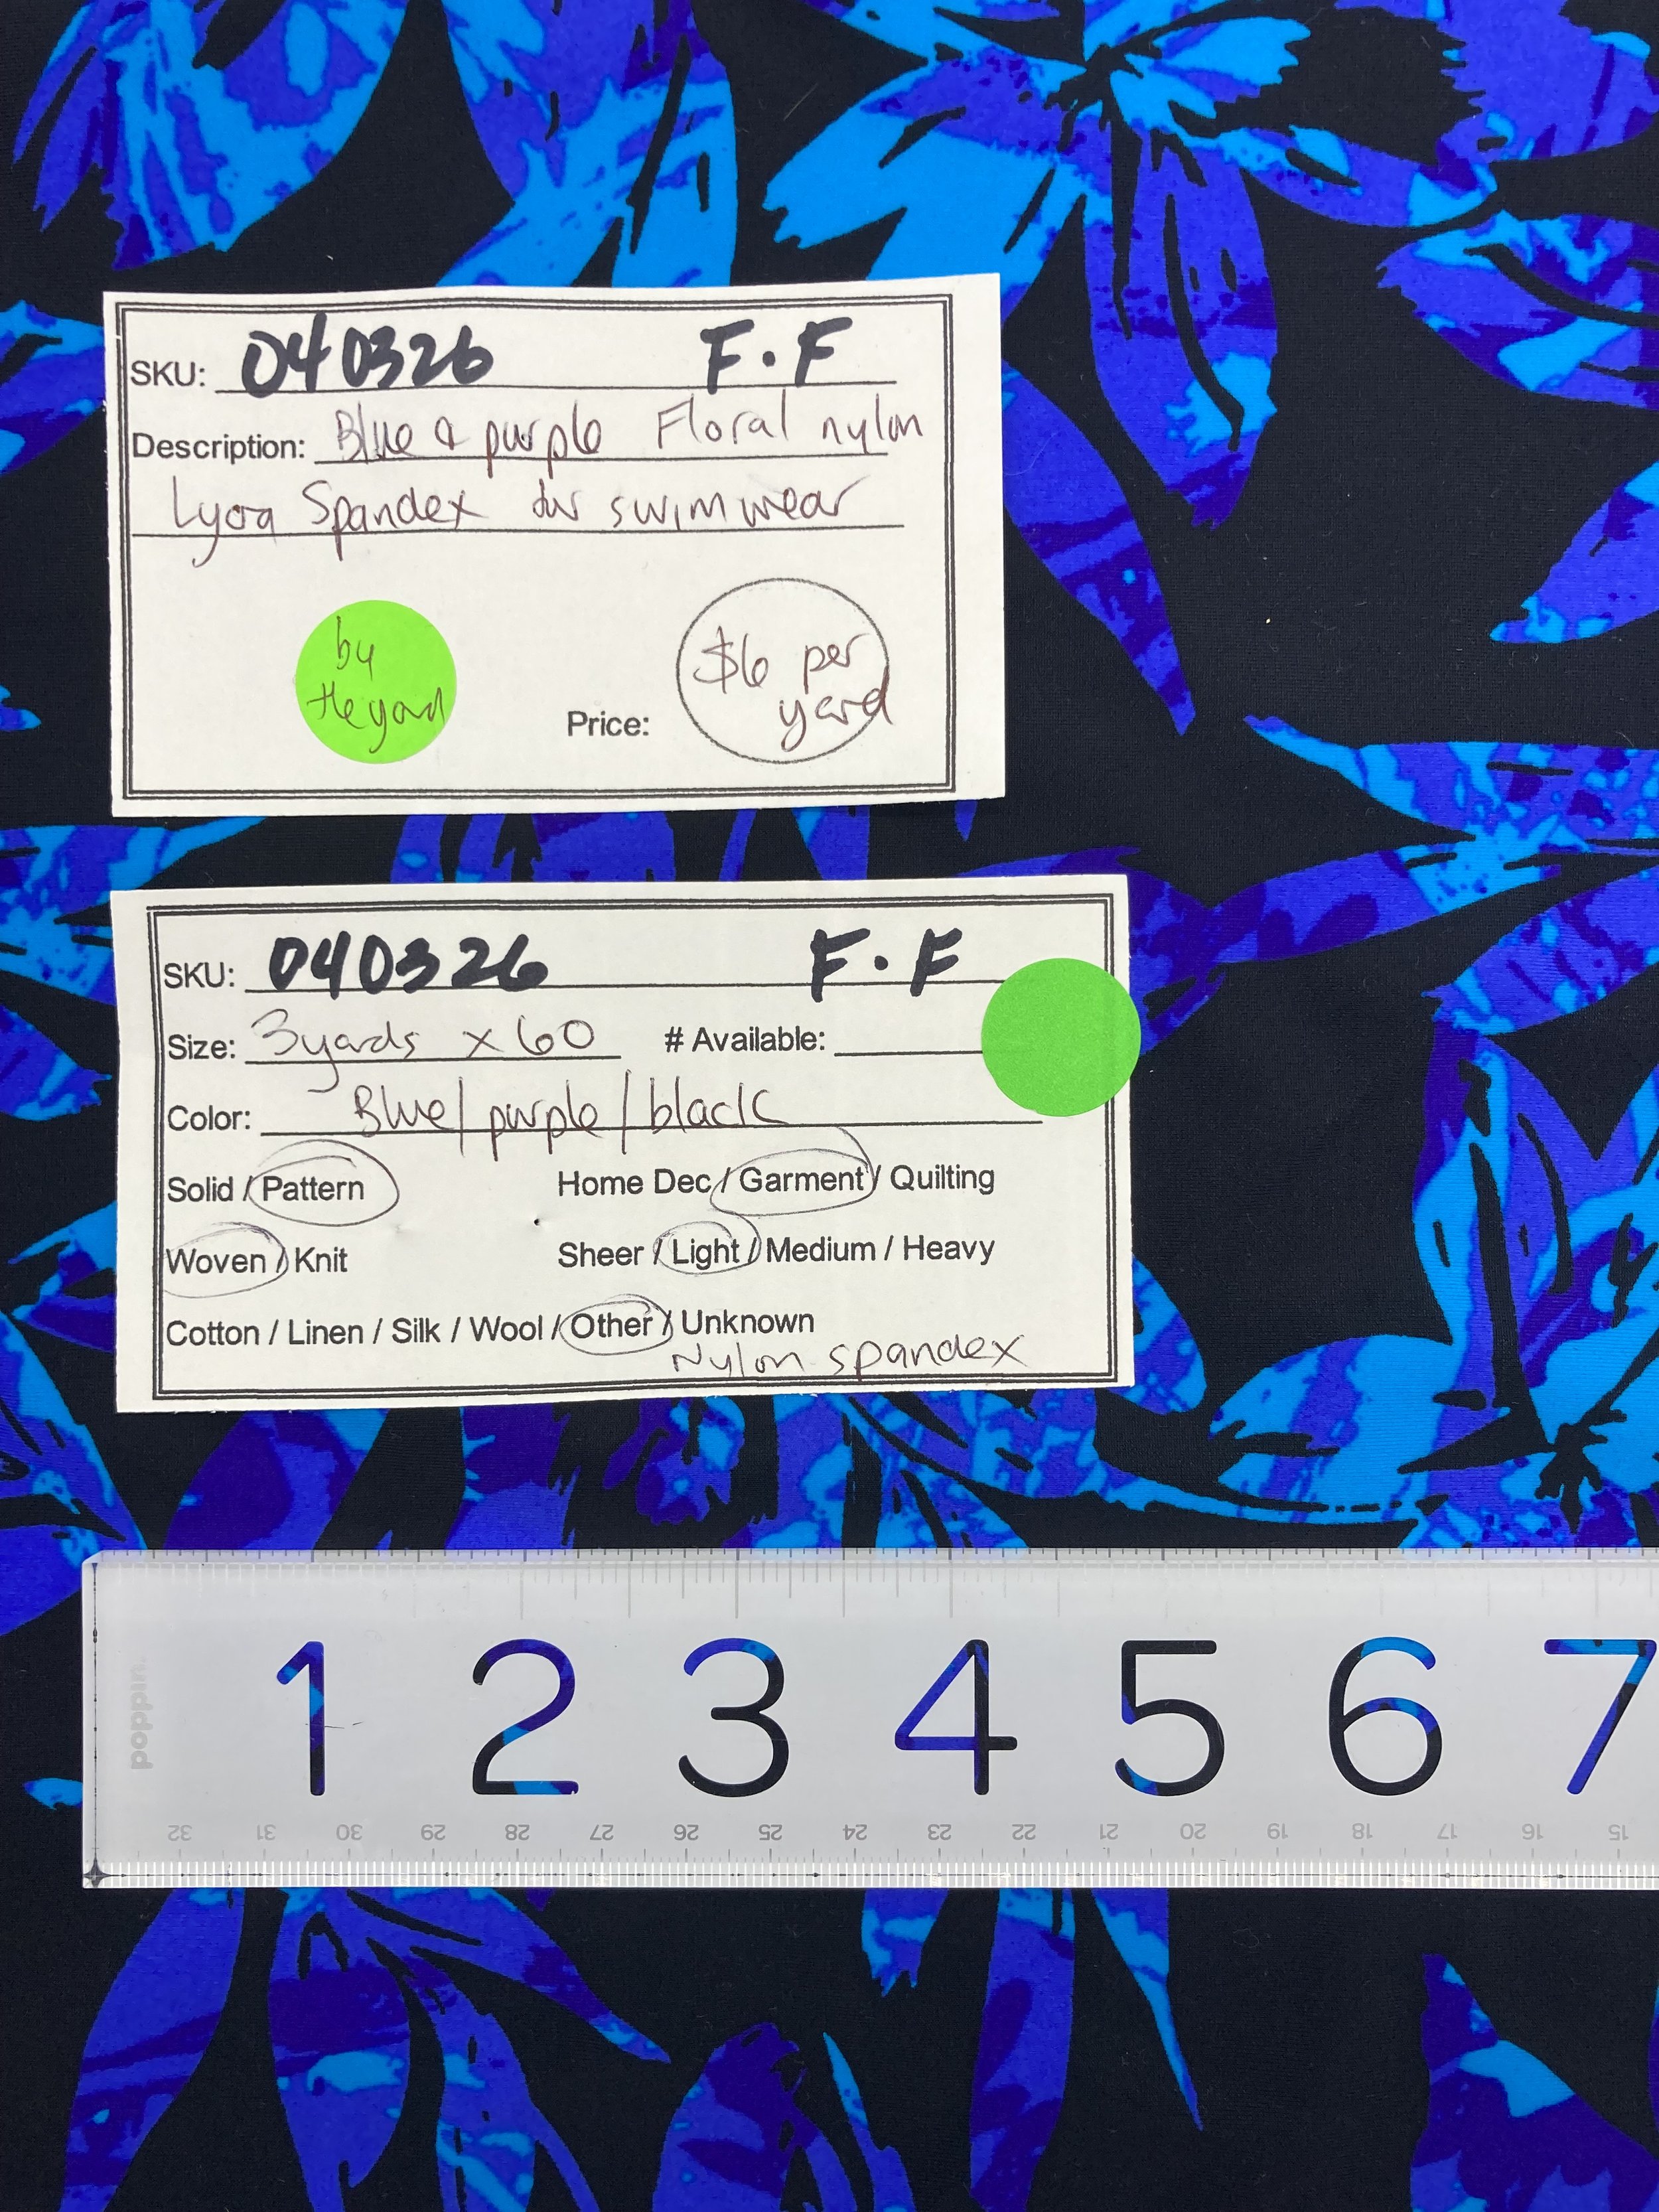 SKU: 040326 F.F
Description: Blue & purple Floral nylon
Lycra Spandex for swimwear
by
the yard
Price: $6 per
yard
SKU: 040326 F.F
Size: 3yards x 60 # Available:
Color: Blue/purple/black
Solid / Pattern Home Dec / Garment / Quilting
Woven / Knit Sheer / Light / Medium / Heavy
Cotton / Linen / Silk / Wool / Other / Unknown
Nylon spandex
poppin.
1 2 3 4 5 6 7
32 31 30 29 28 27 26 25 24 23 22 21 20 19 18 17 16 15